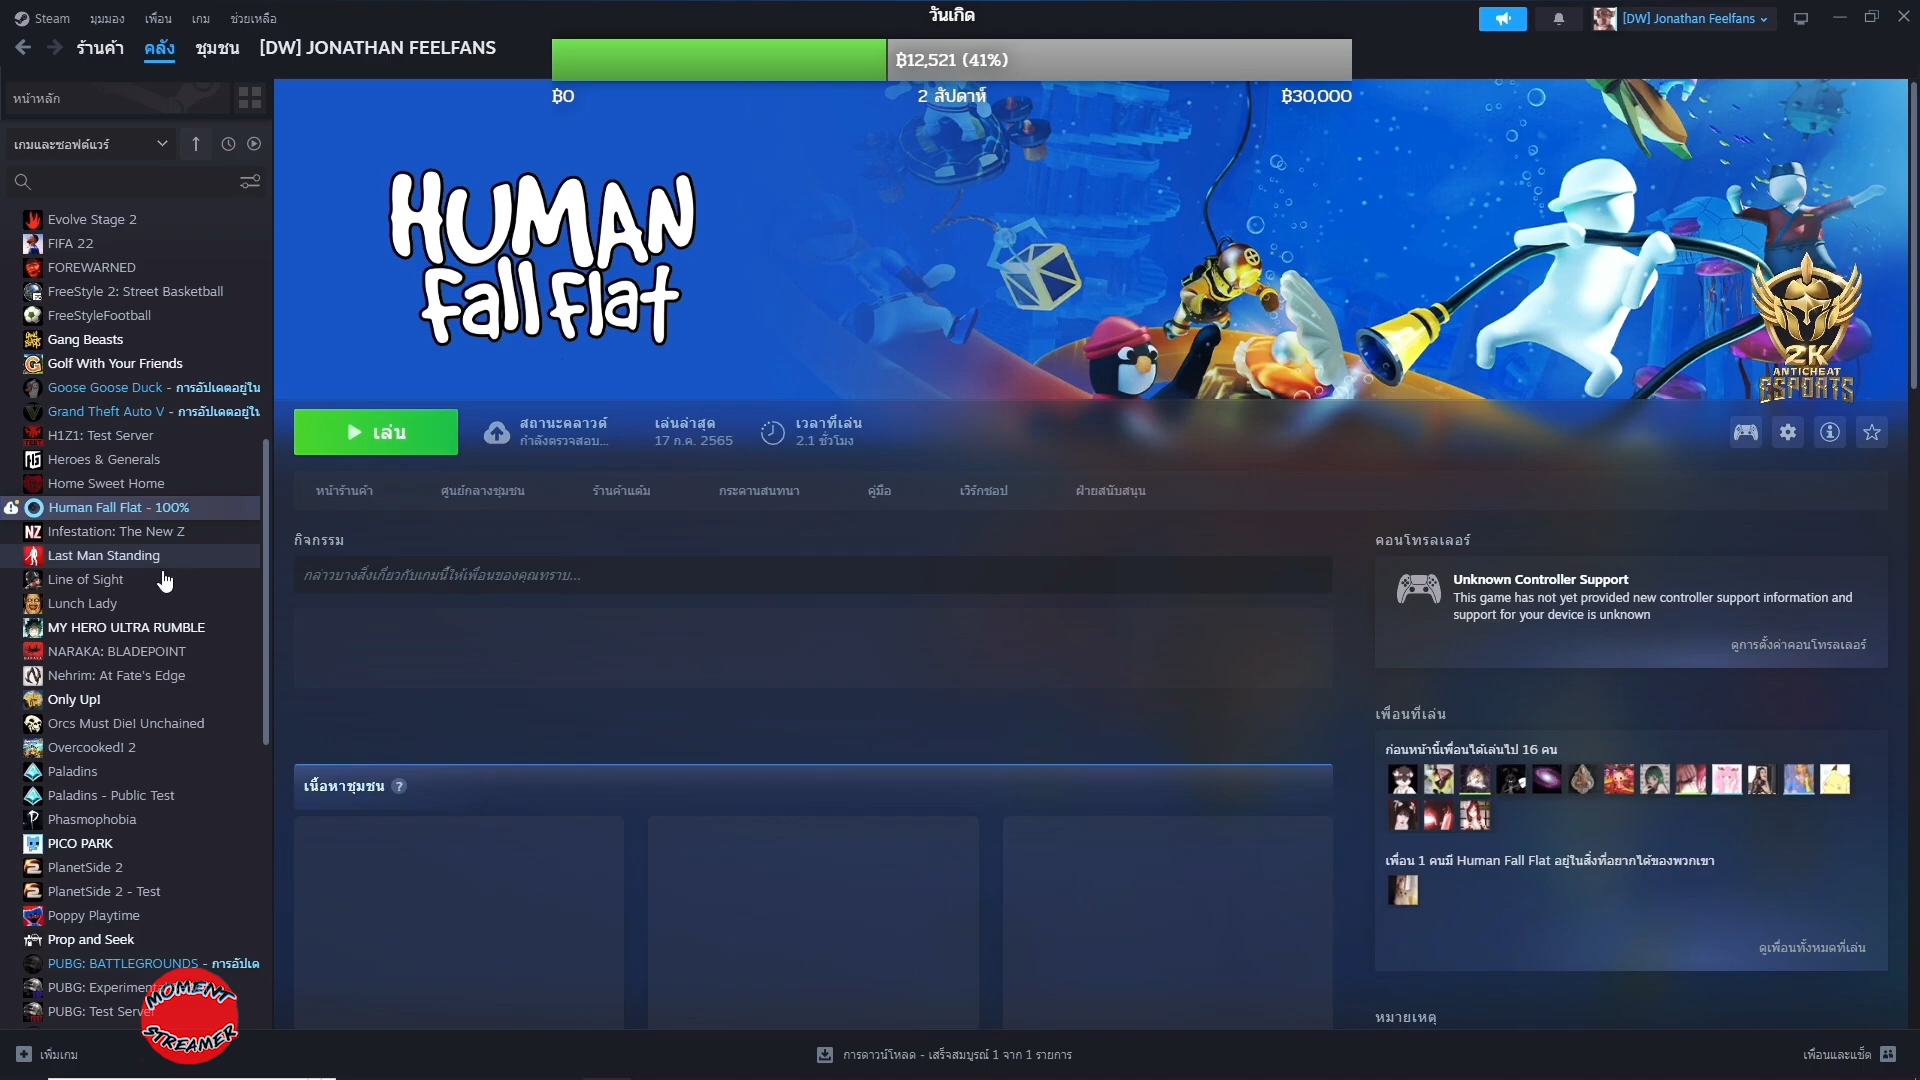 Steam มุมมอง เพื่อน เกม ช่วยเหลือ
วันเกิด
[DW] Jonathan Feelfans
ร้านค้า คลัง ชุมชน [DW] JONATHAN FEELFANS
฿12,521 (41%)
฿0 2 สัปดาห์ ฿30,000
หน้าหลัก
เกมและซอฟต์แวร์
HUMAN
fall flat
2K
ANTICHEAT
ESPORTS
Evolve Stage 2
FIFA 22
FOREWARNED
FreeStyle 2: Street Basketball
FreeStyleFootball
Gang Beasts
Golf With Your Friends
Goose Goose Duck - การอัปเดตอยู่ใน
Grand Theft Auto V - การอัปเดตอยู่ใน
H1Z1: Test Server
Heroes & Generals
Home Sweet Home
Human Fall Flat - 100%
Infestation: The New Z
Last Man Standing
Line of Sight
Lunch Lady
MY HERO ULTRA RUMBLE
NARAKA: BLADEPOINT
Nehrim: At Fate's Edge
Only Up!
Orcs Must Die! Unchained
Overcooked! 2
Paladins
Paladins - Public Test
Phasmophobia
PICO PARK
PlanetSide 2
PlanetSide 2 - Test
Poppy Playtime
Prop and Seek
PUBG: BATTLEGROUNDS - การอัปเด
PUBG: Experimental
PUBG: Test Server
MOMENT
STREAMER
เล่น
สถานะคลาวด์
กำลังตรวจสอบ...
เล่นล่าสุด
17 ก.ค. 2565
เวลาที่เล่น
2.1 ชั่วโมง
หน้าร้านค้า ศูนย์กลางชุมชน ร้านค้าแต้ม กระดานสนทนา คู่มือ เวิร์กชอป ฝ่ายสนับสนุน
กิจกรรม
กล่าวบางสิ่งเกี่ยวกับเกมนี้ให้เพื่อนของคุณทราบ...
เนื้อหาชุมชน ?
คอนโทรลเลอร์
Unknown Controller Support
This game has not yet provided new controller support information and
support for your device is unknown
ดูการตั้งค่าคอนโทรลเลอร์
เพื่อนที่เล่น
ก่อนหน้านี้เพื่อนได้เล่นไป 16 คน
เพื่อน 1 คนมี Human Fall Flat อยู่ในสิ่งที่อยากได้ของพวกเขา
ดูเพื่อนทั้งหมดที่เล่น
หมายเหตุ
เพิ่มเกม
การดาวน์โหลด - เสร็จสมบูรณ์ 1 จาก 1 รายการ
เพื่อนและแช็ต